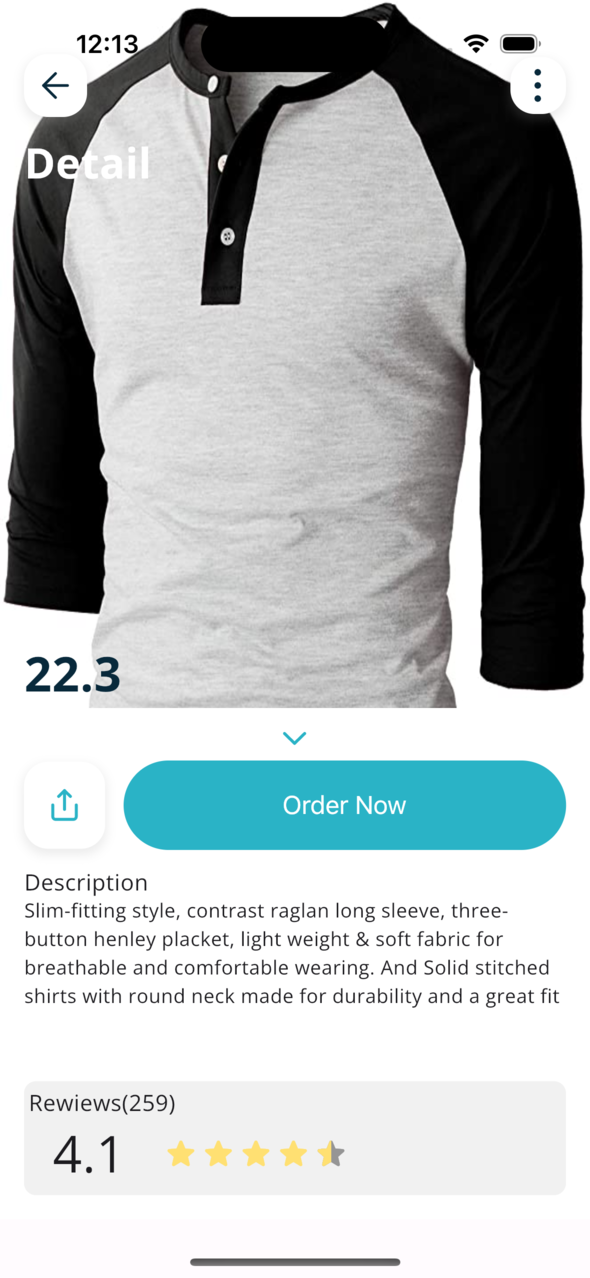 12:13
Detail
22.3
Order Now
Description
Slim-fitting style, contrast raglan long sleeve, three-
button henley placket, light weight & soft fabric for
breathable and comfortable wearing. And Solid stitched
shirts with round neck made for durability and a great fit
Rewiews(259)
4.1